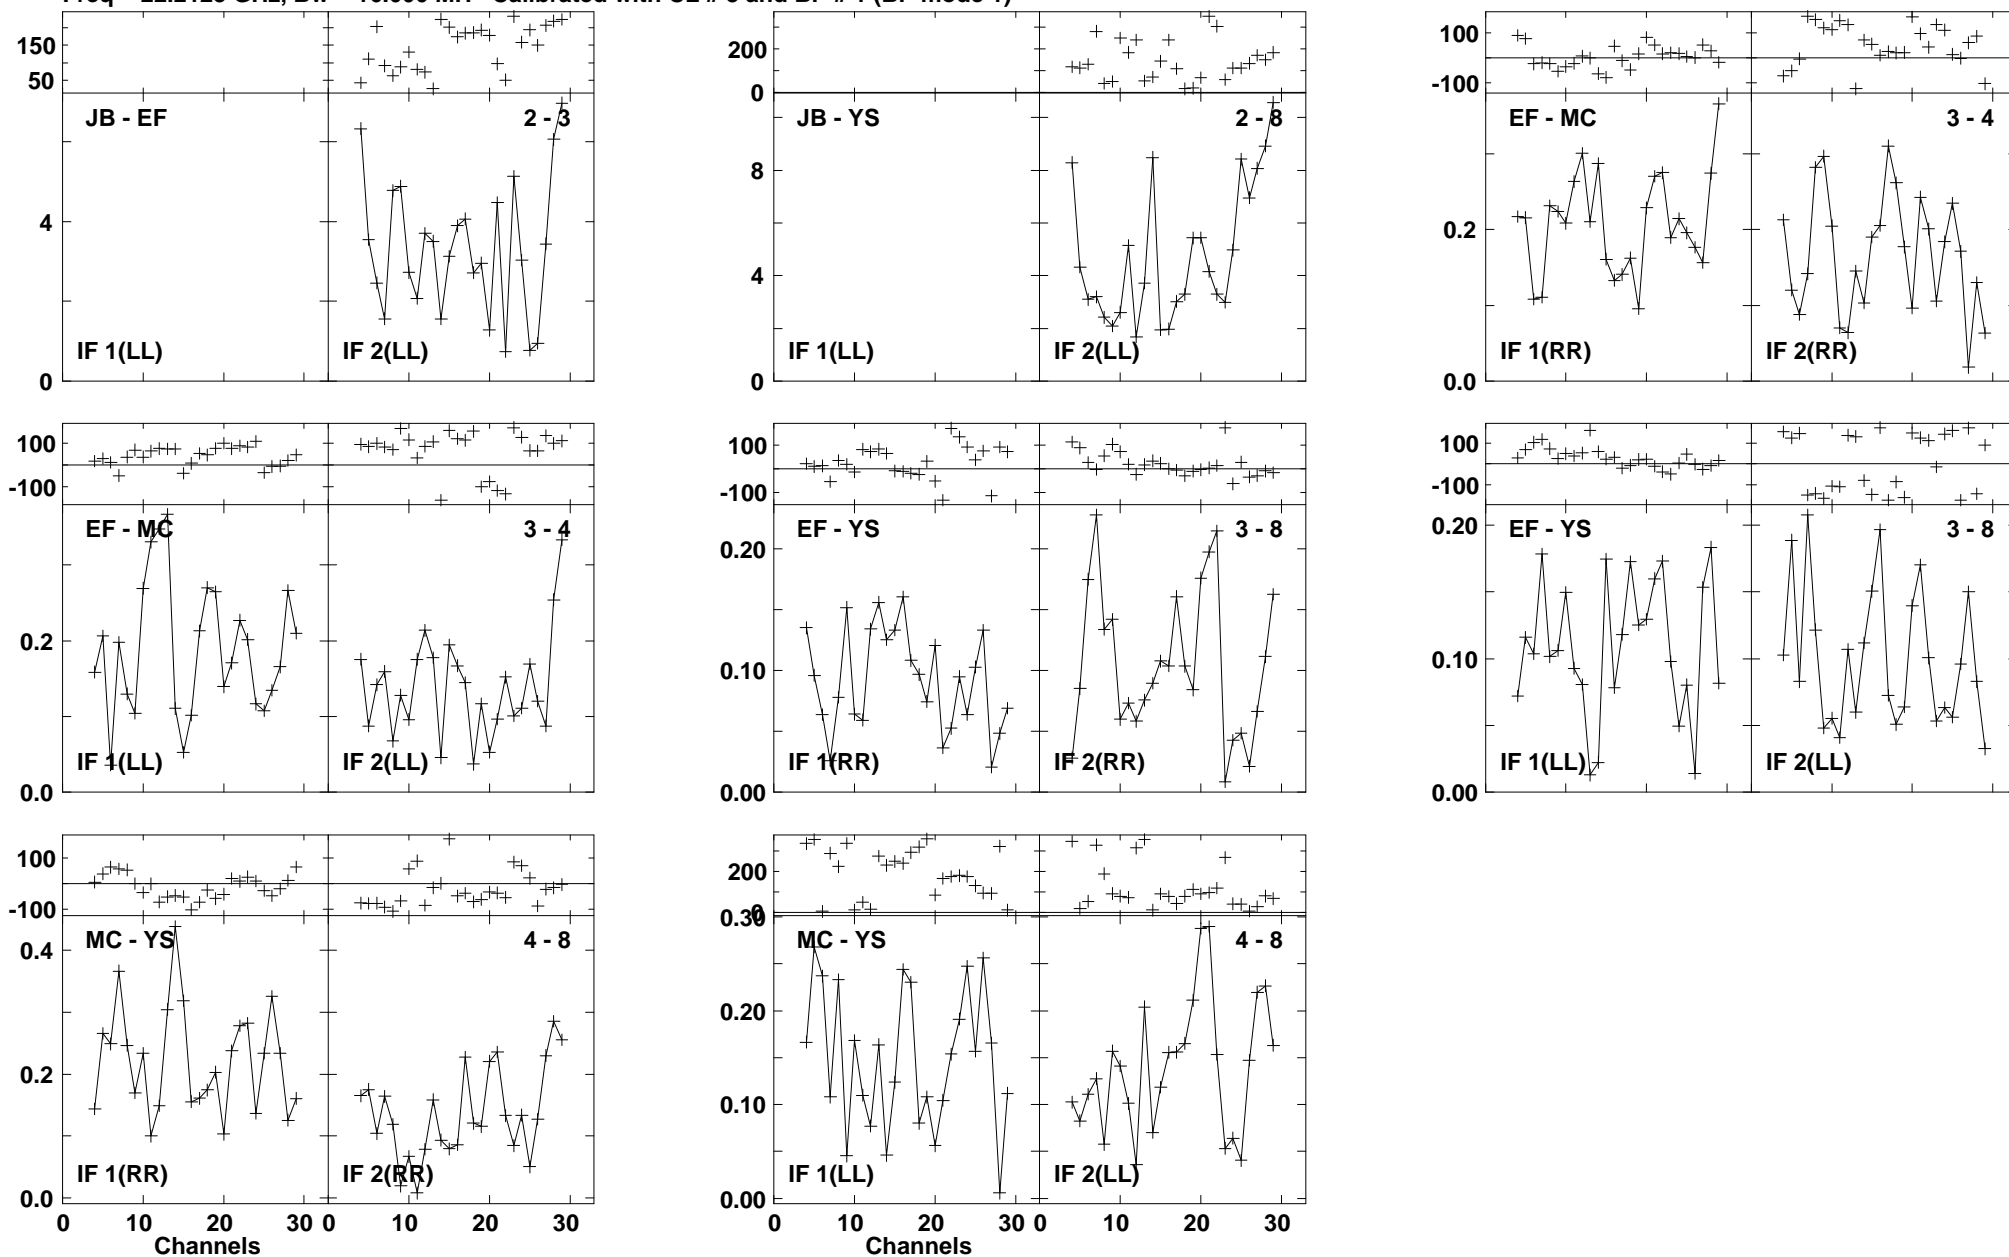 150
50
JB - EF
2 - 3
4
IF 1(LL)
IF 2(LL)
0
200
0
JB - YS
2 - 8
8
4
IF 1(LL)
IF 2(LL)
0
100
-100
EF - MC
3 - 4
0.2
IF 1(RR)
IF 2(RR)
0.0
100
-100
EF - MC
3 - 4
0.2
IF 1(LL)
IF 2(LL)
0.0
100
-100
EF - YS
3 - 8
0.20
0.10
IF 1(RR)
IF 2(RR)
0.00
100
-100
EF - YS
3 - 8
0.20
0.10
IF 1(LL)
IF 2(LL)
0.00
100
-100
MC - YS
4 - 8
0.4
0.2
IF 1(RR)
IF 2(RR)
0.0
0 10 20 30 0 10 20 30
Channels
200
0
0.30
MC - YS
4 - 8
0.20
0.10
IF 1(LL)
IF 2(LL)
0.00
0 10 20 30 0 10 20 30
Channels